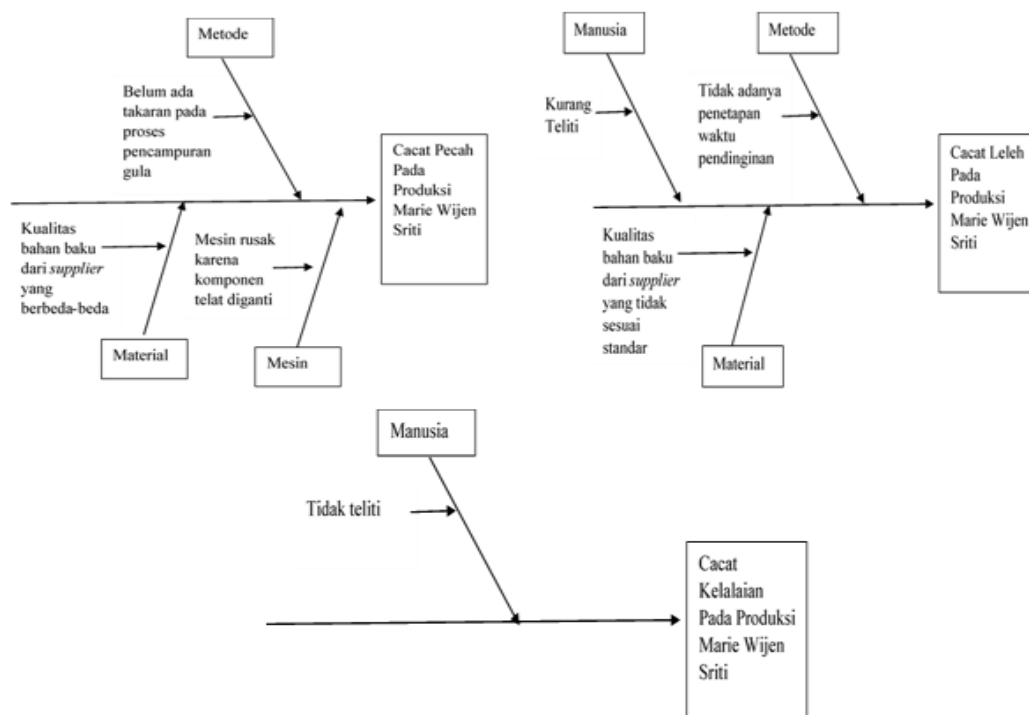 Metode
Belum ada
takaran pada
proses
pencampuran
gula
Cacat Pecah
Pada
Produksi
Marie Wijen
Sriti
Kualitas
bahan baku
dari supplier
yang
berbeda-beda
Mesin rusak
karena
komponen
telat diganti
Material
Mesin
Manusia
Metode
Kurang
Teliti
Tidak adanya
penetapan
waktu
pendinginan
Cacat Leleh
Pada
Produksi
Marie Wijen
Sriti
Kualitas
bahan baku
dari supplier
yang tidak
sesuai
standar
Material
Manusia
Tidak teliti
Cacat
Kelalaian
Pada Produksi
Marie Wijen
Sriti